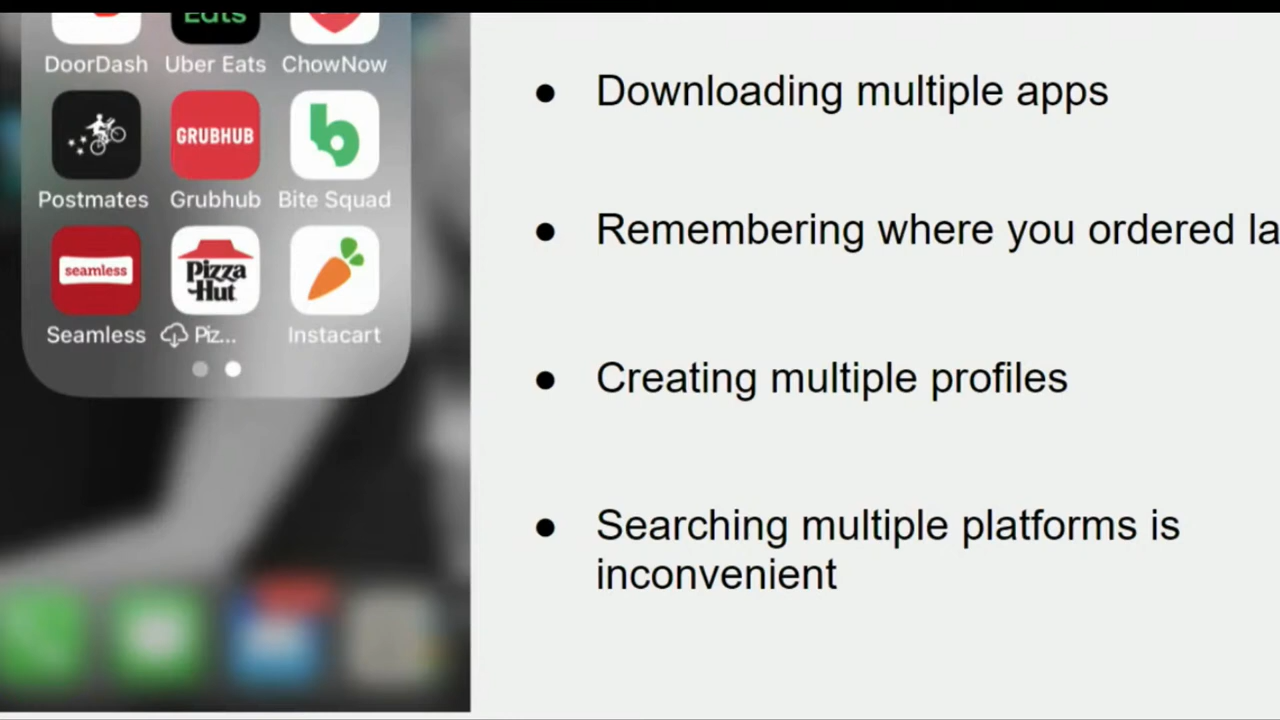 Eats
DoorDash Uber Eats ChowNow
GRUBHUB
Postmates Grubhub Bite Squad
seamless Pizza Hut
Seamless Piz... Instacart
● Downloading multiple apps
● Remembering where you ordered
● Creating multiple profiles
● Searching multiple platforms is
inconvenient